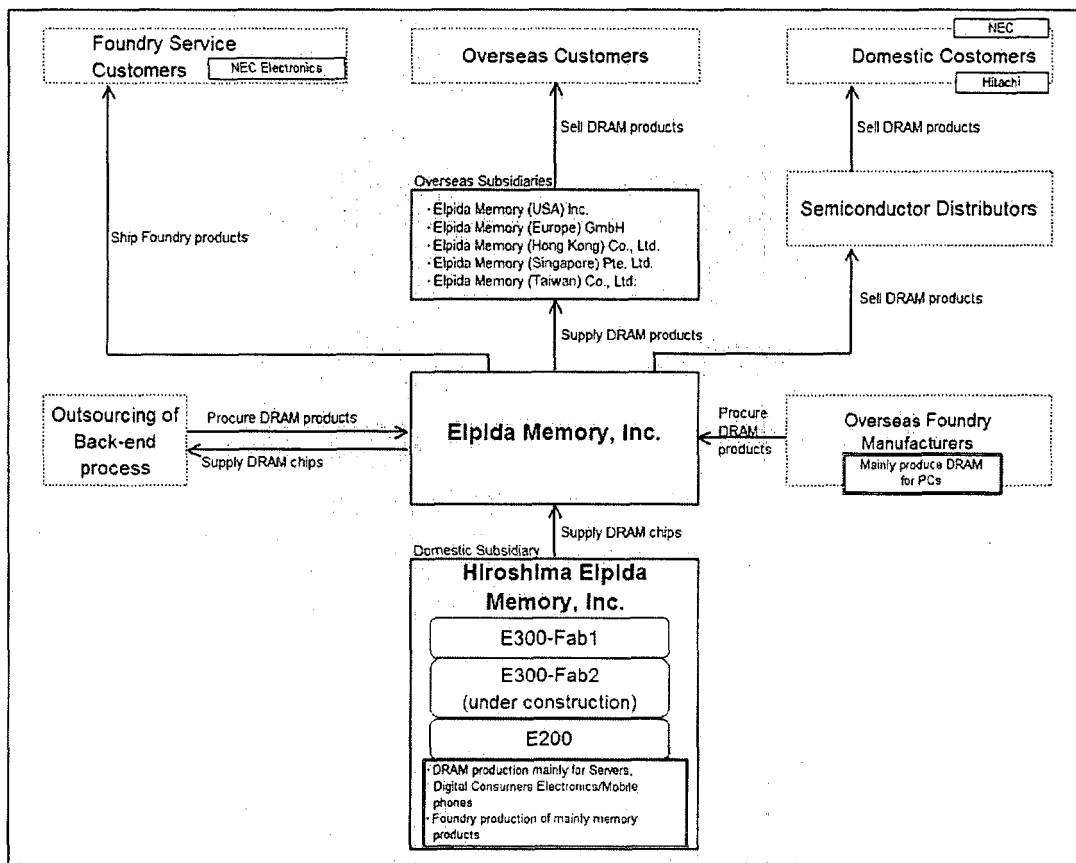 Foundry Service
Customers
NEC Electronics
Overseas Customers
NEC
Domestic Costomers
Hitachi
Sell DRAM products
Sell DRAM products
Overseas Subsidiaries
· Elpida Memory (USA) Inc.
· Elpida Memory (Europe) GmbH
· Elpida Memory (Hong Kong) Co., Ltd.
· Elpida Memory (Singapore) Pte. Ltd.
· Elpida Memory (Taiwan) Co., Ltd.
Semiconductor Distributors
Ship Foundry products
Sell DRAM products
Supply DRAM products
Outsourcing of
Back-end
process
Procure DRAM products
Supply DRAM chips
Elpida Memory, Inc.
Procure
DRAM
products
Overseas Foundry
Manufacturers
Mainly produce DRAM
for PCs
Supply DRAM chips
Domestic Subsidiary
Hiroshima Elpida
Memory, Inc.
E300-Fab1
E300-Fab2
(under construction)
E200
· DRAM production mainly for Servers,
Digital Consumers Electronics/Mobile
phones
· Foundry production of mainly memory
products